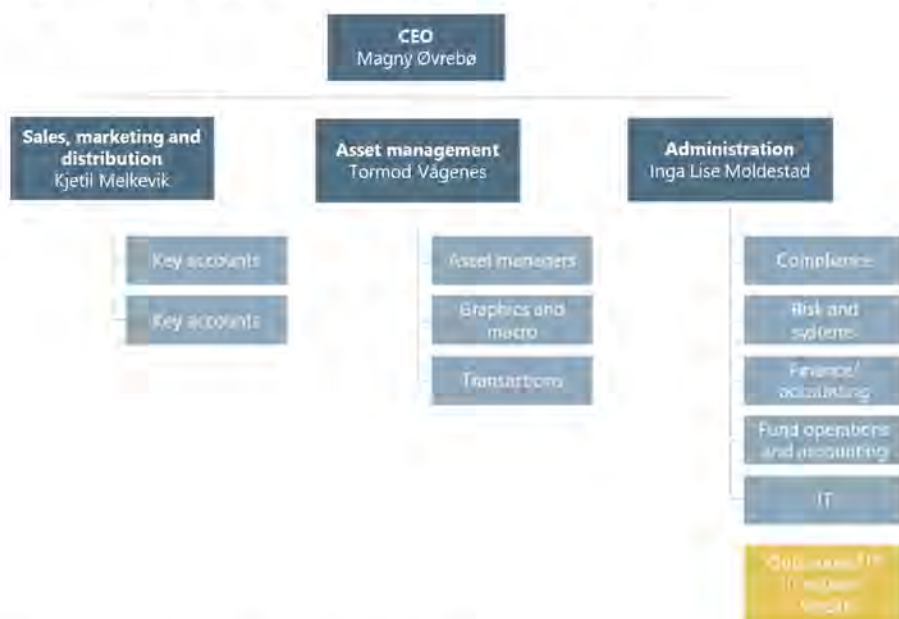 CEO
Magny Øvrebø
Sales, marketing and
distribution
Kjetil Melkevik
Key accounts
Key accounts
Asset management
Tormod Vågenes
Asset managers
Graphics and
macro
Transactions
Administration
Inga Lise Moldestad
Compliance
Risk and
systems
Finance/
accounting
Fund operations
and accounting
IT